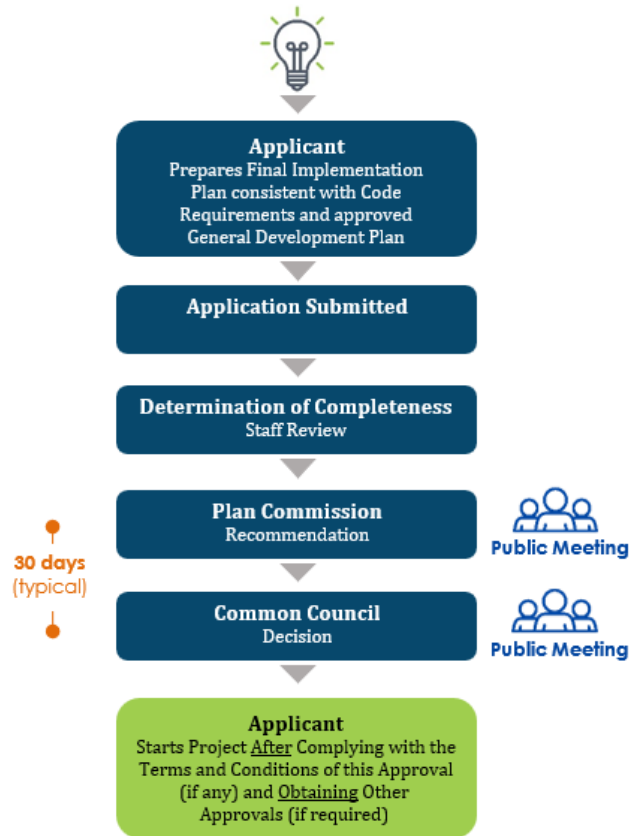 Applicant
Prepares Final Implementation
Plan consistent with Code
Requirements and approved
General Development Plan
Application Submitted
Determination of Completeness
Staff Review
Plan Commission
Recommendation
Public Meeting
30 days
(typical)
Common Council
Decision
Public Meeting
Applicant
Starts Project After Complying with the
Terms and Conditions of this Approval
(if any) and Obtaining Other
Approvals (if required)